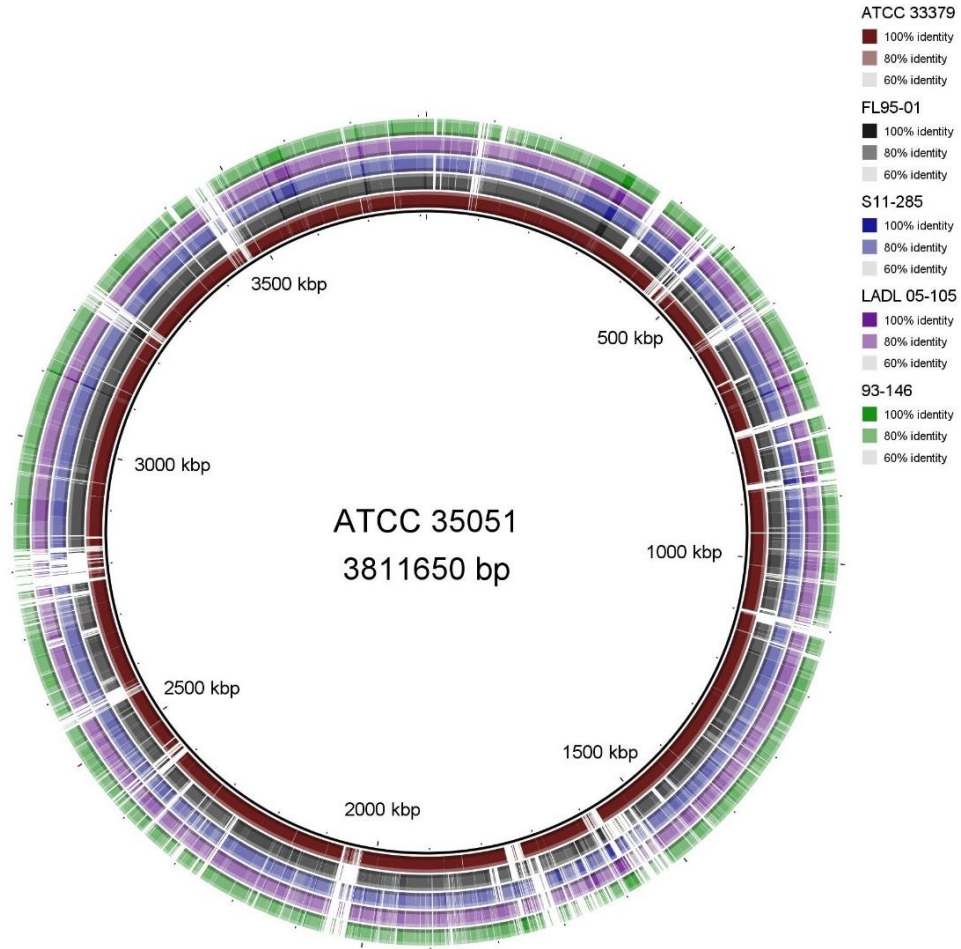 ATCC 33379
100% identity
80% identity
60% identity
FL95-01
100% identity
80% identity
60% identity
S11-285
100% identity
80% identity
60% identity
LADL 05-105
100% identity
80% identity
60% identity
93-146
100% identity
80% identity
60% identity
3500 kbp
500 kbp
3000 kbp
ATCC 35051
3811650 bp
1000 kbp
2500 kbp
1500 kbp
2000 kbp